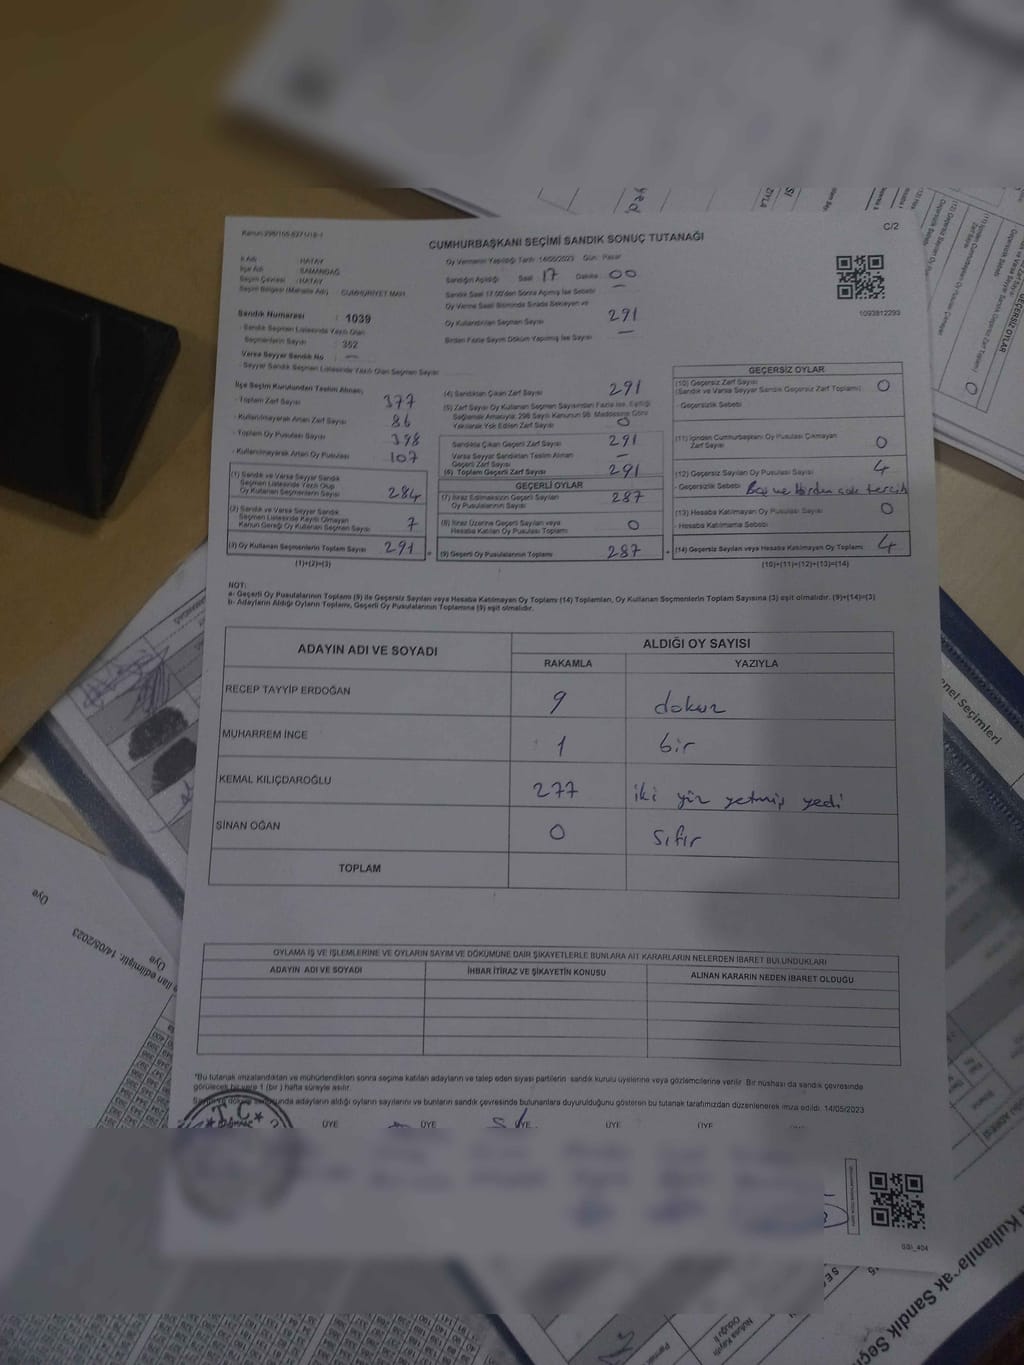 C/2
CUMHURBAŞKANI SEÇİMİ SANDIK SONUÇ TUTANAĞI
İl Adı : HATAY
İlçe Adı : SAMANDAĞ
Seçim Çevresi : HATAY
Seçim Bölgesi (Mahalle Adı) : CUMHURİYET MAH.
Sandık Numarası : 1039
- Sandık Seçmen Listesinde Yazılı Olan
Seçmenlerin Sayısı : 352
Varsa Seyyar Sandık No : —
- Seyyar Sandık Seçmen Listesinde Yazılı Olan Seçmen Sayısı
Oy Vermenin Yapıldığı Tarih 14/05/2023 Gün: Pazar
Sandığın Açıldığı Saat 17 Dakika 00
Sandık Saat 17.00'den Sonra Açılmış İse Sebebi —
Oy Verme Saati Bitiminde Sırada Bekleyen ve
Oy Kullandırılan Seçmen Sayısı 291
Birden Fazla Sayım Döküm Yapılmış İse Sayısı —
1093812293
İlçe Seçim Kurulundan Teslim Alınan;
- Toplam Zarf Sayısı 377
- Kullanılmayarak Artan Zarf Sayısı 86
- Toplam Oy Pusulası Sayısı 398
- Kullanılmayarak Artan Oy Pusulası 107
(1) Sandık ve Varsa Seyyar Sandık
Seçmen Listesinde Yazılı Olup
Oy Kullanan Seçmenlerin Sayısı 284
(2) Sandık ve Varsa Seyyar Sandık
Seçmen Listesinde Kayıtlı Olmayan
Kanun Gereği Oy Kullanan Seçmen Sayısı 7
(3) Oy Kullanan Seçmenlerin Toplam Sayısı 291
(1)+(2)=(3)
(4) Sandıktan Çıkan Zarf Sayısı 291
(5) Zarf Sayısı Oy Kullanan Seçmen Sayısından Fazla İse, Eşitliği
Sağlamak Amacıyla; 298 Sayılı Kanunun 98. Maddesine Göre
Yakılarak Yok Edilen Zarf Sayısı 0
Sandıkta Çıkan Geçerli Zarf Sayısı 291
Varsa Seyyar Sandıktan Teslim Alınan
Geçerli Zarf Sayısı —
(6) Toplam Geçerli Zarf Sayısı 291
GEÇERLİ OYLAR
(7) İtiraz Edilmeksizin Geçerli Sayılan
Oy Pusulalarının Sayısı 287
(8) İtiraz Üzerine Geçerli Sayılan veya
Hesaba Katılan Oy Pusulası Toplamı 0
(9) Geçerli Oy Pusulalarının Toplamı 287
GEÇERSİZ OYLAR
(10) Geçersiz Zarf Sayısı
(Sandık ve Varsa Seyyar Sandık Geçersiz Zarf Toplamı) 0
- Geçersizlik Sebebi
(11) İçinden Cumhurbaşkanı Oy Pusulası Çıkmayan
Zarf Sayısı 0
(12) Geçersiz Sayılan Oy Pusulası Sayısı 4
- Geçersizlik Sebebi Boş ve birden çok tercih
(13) Hesaba Katılmayan Oy Pusulası Sayısı 0
- Hesaba Katılmama Sebebi
(14) Geçersiz Sayılan veya Hesaba Katılmayan Oy Toplamı 4
(10)+(11)+(12)+(13)=(14)
NOT:
a- Geçerli Oy Pusulalarının Toplamı (9) ile Geçersiz Sayılan veya Hesaba Katılmayan Oy Toplamı (14) Toplamları, Oy Kullanan Seçmenlerin Toplam Sayısına (3) eşit olmalıdır. (9)+(14)=(3)
b- Adayların Aldığı Oyların Toplamı, Geçerli Oy Pusulalarının Toplamına (9) eşit olmalıdır.
ADAYIN ADI VE SOYADI
ALDIĞI OY SAYISI
RAKAMLA YAZIYLA
RECEP TAYYİP ERDOĞAN 9 dokuz
MUHARREM İNCE 1 bir
KEMAL KILIÇDAROĞLU 277 iki yüz yetmiş yedi
SİNAN OĞAN 0 sıfır
TOPLAM
OYLAMA İŞ VE İŞLEMLERİNE VE OYLARIN SAYIM VE DÖKÜMÜNE DAİR ŞİKAYETLERLE BUNLARA AİT KARARLARIN NELERDEN İBARET BULUNDUKLARI
ADAYIN ADI VE SOYADI İHBAR İTİRAZ VE ŞİKAYETİN KONUSU ALINAN KARARIN NEDEN İBARET OLDUĞU
"Bu tutanak imzalandıktan ve mühürlendikten sonra seçime katılan adayların ve talep eden siyasi partilerin sandık kurulu üyelerine veya gözlemcilerine verilir. Bir nüshası da sandık çevresinde
görülecek bir yere 1 (bir) hafta süreyle asılır.
Sayım ve döküm sonucunda adayların aldığı oyların sayılarını ve bunların sandık çevresinde bulunanlara duyurulduğunu gösteren bu tutanak tarafımızdan düzenlenerek imza edildi. 14/05/2023
T.C.
ÜYE ÜYE ÜYE ÜYE ÜYE
GSI_404
nel Seçimleri
Üye
Üye
ilan edilmiştir. 14/05/2023
Kullanılacak Sandık Seç